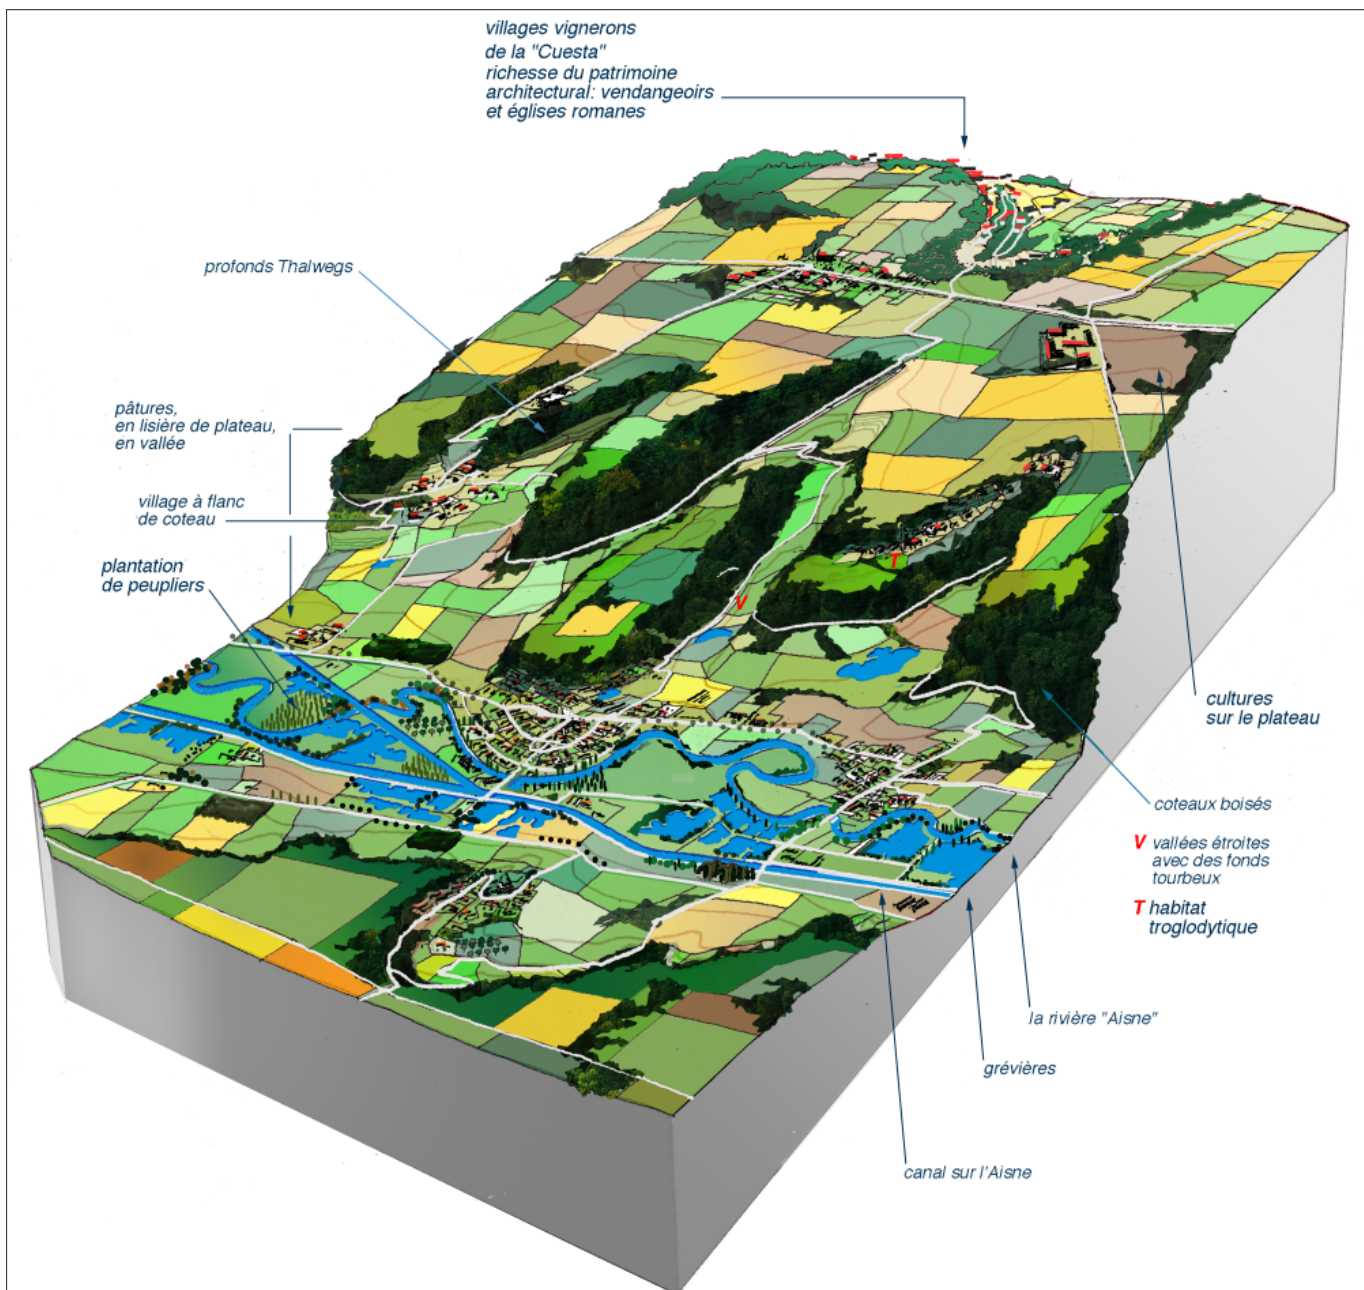 villages vignerons
de la "Cuesta"
richesse du patrimoine
architectural: vendangeoirs
et églises romanes
profonds Thalwegs
pâtures,
en lisière de plateau,
en vallée
village à flanc
de coteau
plantation
de peupliers
V
T
cultures
sur le plateau
coteaux boisés
V vallées étroites
avec des fonds
tourbeux
T habitat
troglodytique
la rivière "Aisne"
grévières
canal sur l'Aisne